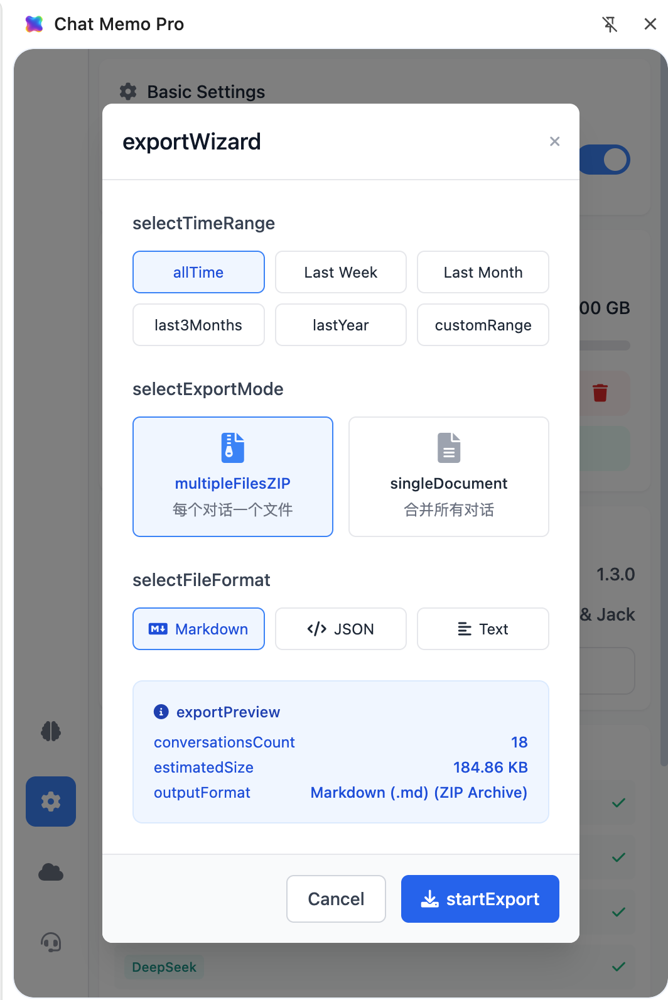 Chat Memo Pro
Basic Settings
exportWizard
selectTimeRange
allTime
Last Week
Last Month
last3Months
lastYear
customRange
00 GB
selectExportMode
multipleFilesZIP
每个对话一个文件
singleDocument
合并所有对话
selectFileFormat
1.3.0
& Jack
Markdown
JSON
Text
exportPreview
conversationsCount 18
estimatedSize 184.86 KB
outputFormat Markdown (.md) (ZIP Archive)
Cancel
startExport
DeepSeek